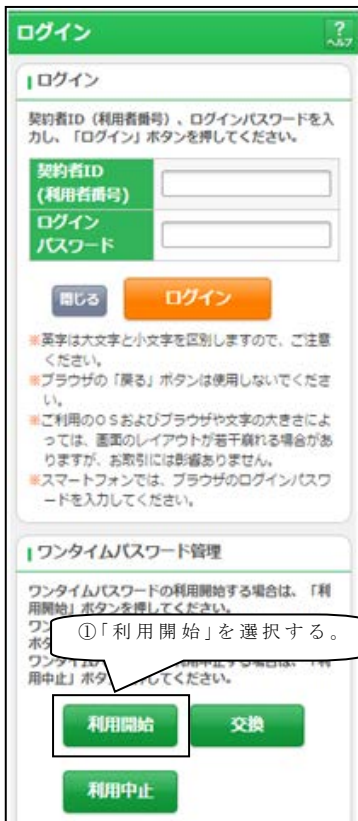 ログイン
?
ヘルプ
ログイン
契約者ID（利用者番号）、ログインパスワードを入
力し、「ログイン」ボタンを押してください。
契約者ID
(利用者番号)
ログイン
パスワード
閉じる
ログイン
※英字は大文字と小文字を区別しますので、ご注意
ください。
※ブラウザの「戻る」ボタンは使用しないでくださ
い。
※ご利用のＯＳおよびブラウザや文字の大きさによ
っては、画面のレイアウトが若干崩れる場合があ
りますが、お取引には影響ありません。
※スマートフォンでは、ブラウザのログインパスワ
ードを入力してください。
ワンタイムパスワード管理
ワンタイムパスワードの利用開始する場合は、「利
用開始」ボタンを押してください。
①「利用開始」を選択する。
用中止」ボタ してください。
利用開始
交換
利用中止